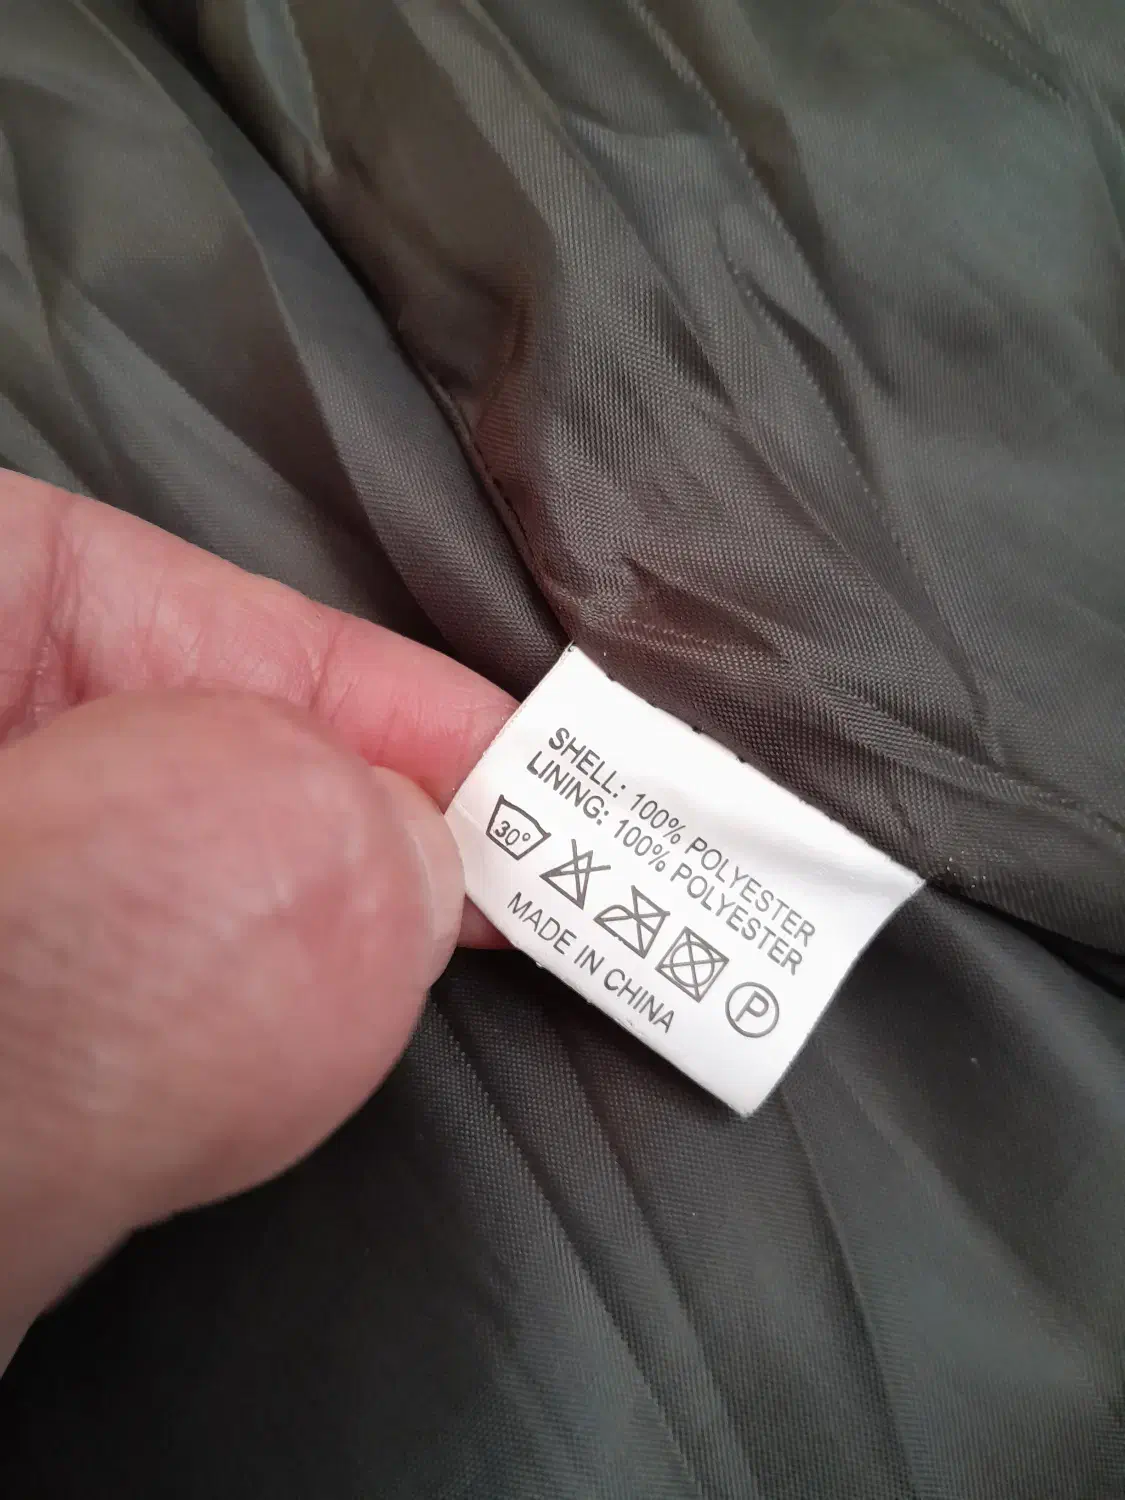 SHELL: 100% POLYESTER
LINING: 100% POLYESTER
30° P
MADE IN CHINA